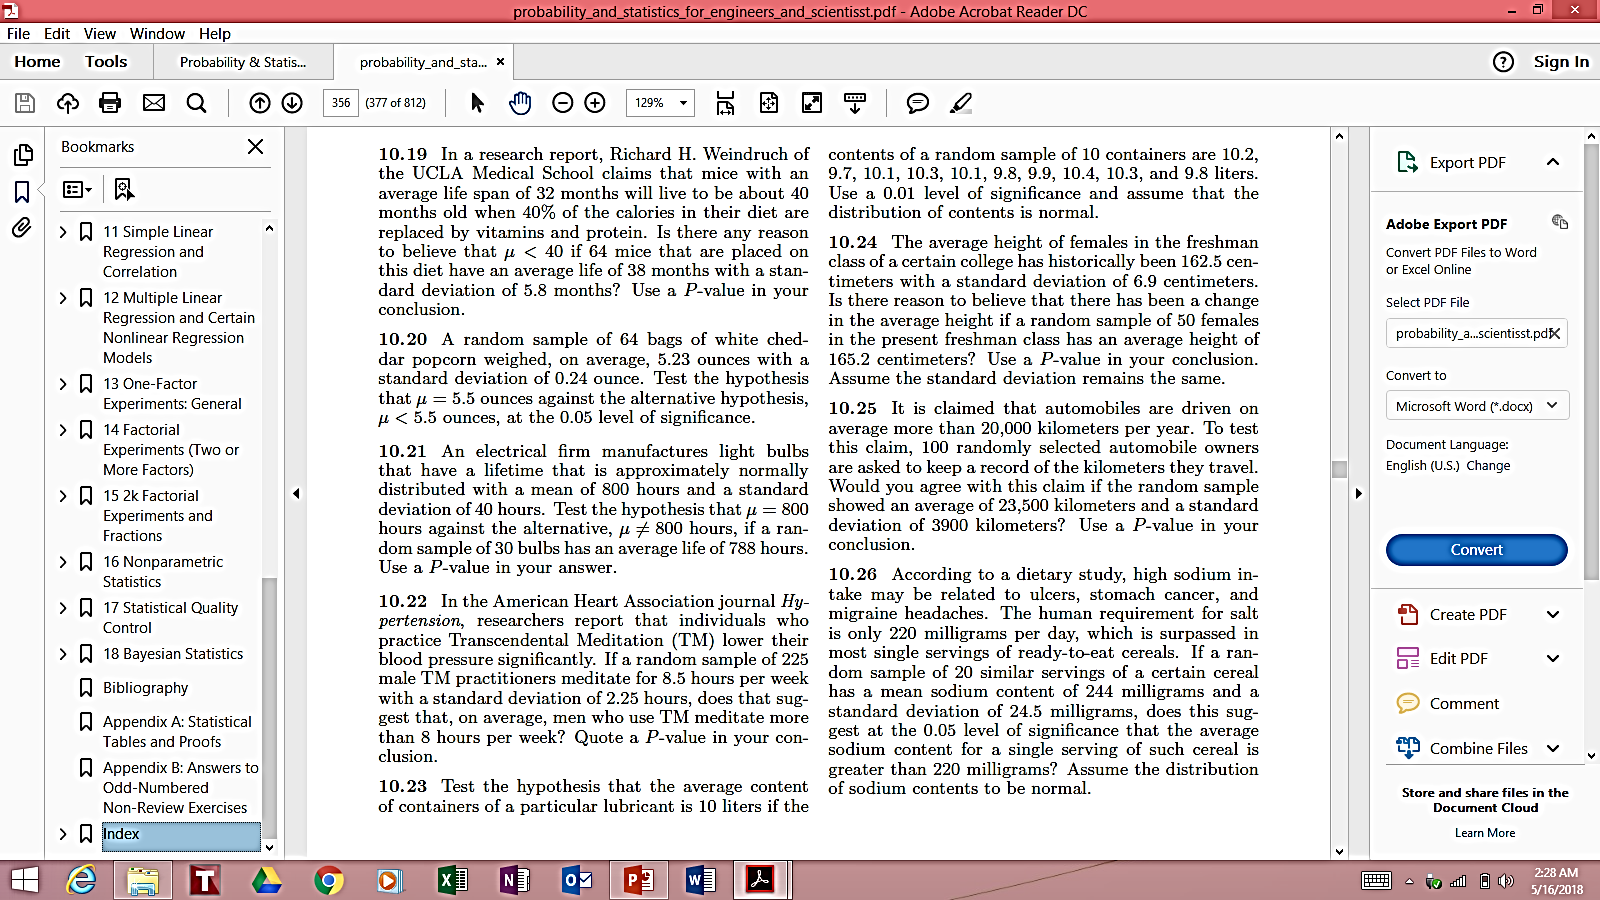 probability_and_statistics_for_engineers_and_scientisst.pdf - Adobe Acrobat Reader DC
File Edit View Window Help
Home Tools Probability & Statis... probability_and_sta... × Sign In
356 (377 of 812) 129%
Bookmarks
11 Simple Linear
Regression and
Correlation
12 Multiple Linear
Regression and Certain
Nonlinear Regression
Models
13 One-Factor
Experiments: General
14 Factorial
Experiments (Two or
More Factors)
15 2k Factorial
Experiments and
Fractions
16 Nonparametric
Statistics
17 Statistical Quality
Control
18 Bayesian Statistics
Bibliography
Appendix A: Statistical
Tables and Proofs
Appendix B: Answers to
Odd-Numbered
Non-Review Exercises
Index
10.19 In a research report, Richard H. Weindruch of
the UCLA Medical School claims that mice with an
average life span of 32 months will live to be about 40
months old when 40% of the calories in their diet are
replaced by vitamins and protein. Is there any reason
to believe that μ < 40 if 64 mice that are placed on
this diet have an average life of 38 months with a stan-
dard deviation of 5.8 months? Use a P-value in your
conclusion.
10.20 A random sample of 64 bags of white ched-
dar popcorn weighed, on average, 5.23 ounces with a
standard deviation of 0.24 ounce. Test the hypothesis
that μ = 5.5 ounces against the alternative hypothesis,
μ < 5.5 ounces, at the 0.05 level of significance.
10.21 An electrical firm manufactures light bulbs
that have a lifetime that is approximately normally
distributed with a mean of 800 hours and a standard
deviation of 40 hours. Test the hypothesis that μ = 800
hours against the alternative, μ ≠ 800 hours, if a ran-
dom sample of 30 bulbs has an average life of 788 hours.
Use a P-value in your answer.
10.22 In the American Heart Association journal Hy-
pertension, researchers report that individuals who
practice Transcendental Meditation (TM) lower their
blood pressure significantly. If a random sample of 225
male TM practitioners meditate for 8.5 hours per week
with a standard deviation of 2.25 hours, does that sug-
gest that, on average, men who use TM meditate more
than 8 hours per week? Quote a P-value in your con-
clusion.
10.23 Test the hypothesis that the average content
of containers of a particular lubricant is 10 liters if the
contents of a random sample of 10 containers are 10.2,
9.7, 10.1, 10.3, 10.1, 9.8, 9.9, 10.4, 10.3, and 9.8 liters.
Use a 0.01 level of significance and assume that the
distribution of contents is normal.
10.24 The average height of females in the freshman
class of a certain college has historically been 162.5 cen-
timeters with a standard deviation of 6.9 centimeters.
Is there reason to believe that there has been a change
in the average height if a random sample of 50 females
in the present freshman class has an average height of
165.2 centimeters? Use a P-value in your conclusion.
Assume the standard deviation remains the same.
10.25 It is claimed that automobiles are driven on
average more than 20,000 kilometers per year. To test
this claim, 100 randomly selected automobile owners
are asked to keep a record of the kilometers they travel.
Would you agree with this claim if the random sample
showed an average of 23,500 kilometers and a standard
deviation of 3900 kilometers? Use a P-value in your
conclusion.
10.26 According to a dietary study, high sodium in-
take may be related to ulcers, stomach cancer, and
migraine headaches. The human requirement for salt
is only 220 milligrams per day, which is surpassed in
most single servings of ready-to-eat cereals. If a ran-
dom sample of 20 similar servings of a certain cereal
has a mean sodium content of 244 milligrams and a
standard deviation of 24.5 milligrams, does this sug-
gest at the 0.05 level of significance that the average
sodium content for a single serving of such cereal is
greater than 220 milligrams? Assume the distribution
of sodium contents to be normal.
Export PDF
Adobe Export PDF
Convert PDF Files to Word
or Excel Online
Select PDF File
probability_a...scientisst.pdf
Convert to
Microsoft Word (*.docx)
Document Language:
English (U.S.) Change
Convert
Create PDF
Edit PDF
Comment
Combine Files
Store and share files in the
Document Cloud
Learn More
2:28 AM
5/16/2018